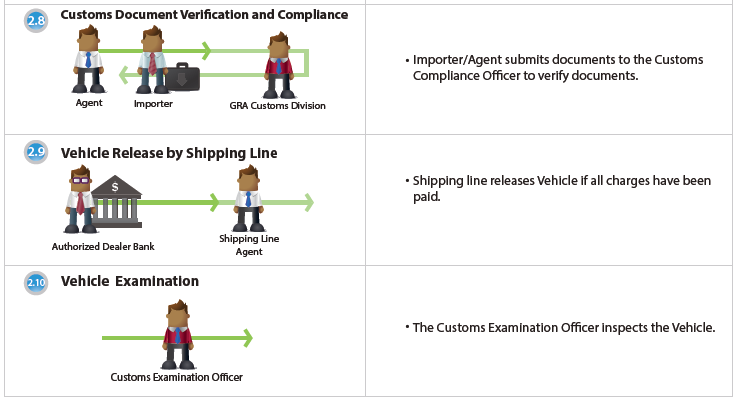 2.8 Customs Document Verification and Compliance
Agent
Importer
GRA Customs Division
• Importer/Agent submits documents to the Customs
Compliance Officer to verify documents.
2.9 Vehicle Release by Shipping Line
$
Authorized Dealer Bank
Shipping Line
Agent
• Shipping line releases Vehicle if all charges have been
paid.
2.10 Vehicle Examination
Customs Examination Officer
• The Customs Examination Officer inspects the Vehicle.